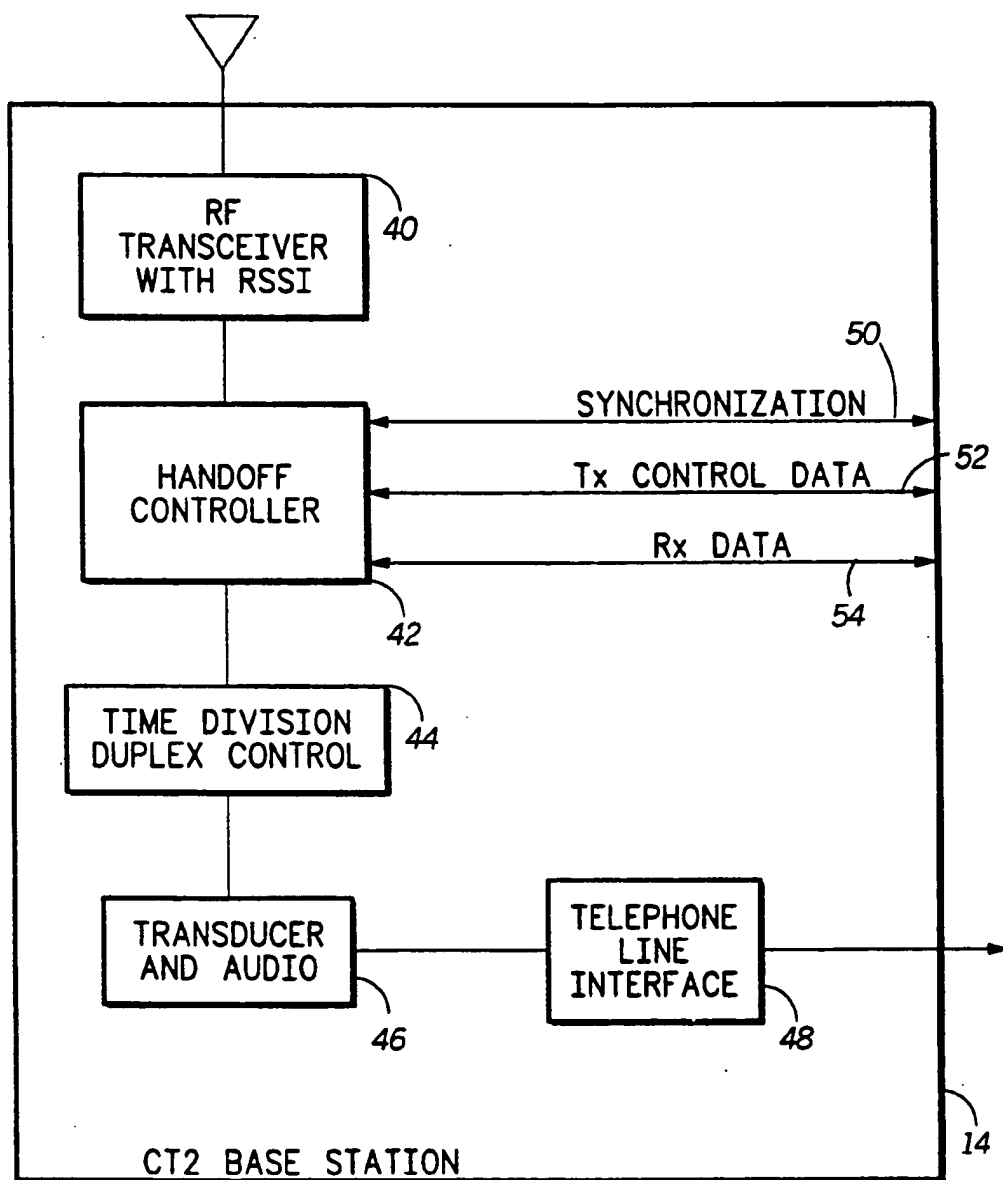 RF
TRANSCEIVER
WITH RSSI
40
50
SYNCHRONIZATION
HANDOFF
CONTROLLER
Tx CONTROL DATA
52
Rx DATA
54
42
TIME DIVISION
DUPLEX CONTROL
44
TRANSDUCER
AND AUDIO
46
TELEPHONE
LINE
INTERFACE
48
14
CT2 BASE STATION